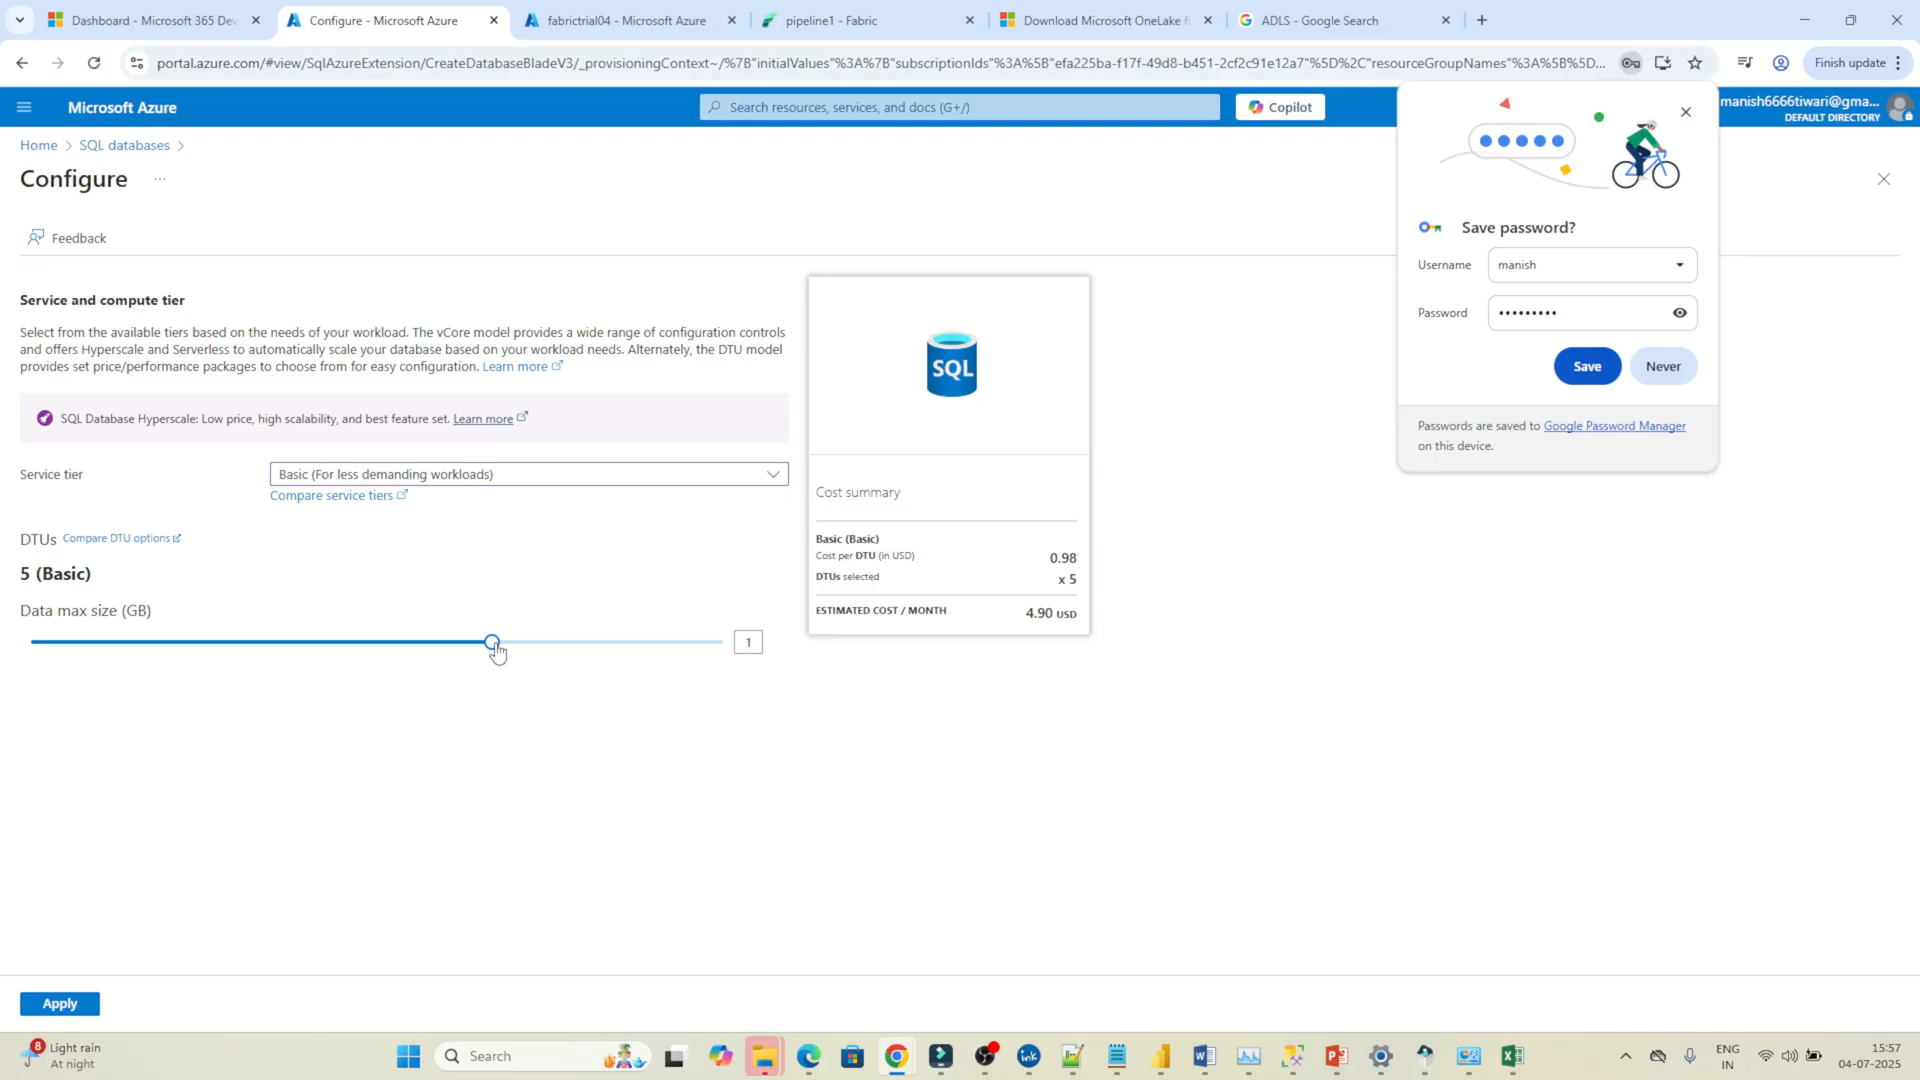 Dashboard - Microsoft 365 Dev
Configure - Microsoft Azure
fabrictrial04 - Microsoft Azure
pipeline1 - Fabric
Download Microsoft OneLake fi
ADLS - Google Search
portal.azure.com/#view/SqlAzureExtension/CreateDatabaseBladeV3/_provisioningContext~/%7B"initialValues"%3A%7B"subscriptionIds"%3A%5B"efa225ba-f17f-49d8-b451-2cf2c91e12a7"%5D%2C"resourceGroupNames"%3A%5B%5D...
Finish update
Microsoft Azure
Search resources, services, and docs (G+/)
Copilot
manish6666tiwari@gma...
DEFAULT DIRECTORY
Home > SQL databases >
Configure ...
Feedback
Service and compute tier
Select from the available tiers based on the needs of your workload. The vCore model provides a wide range of configuration controls
and offers Hyperscale and Serverless to automatically scale your database based on your workload needs. Alternately, the DTU model
provides set price/performance packages to choose from for easy configuration. Learn more
SQL Database Hyperscale: Low price, high scalability, and best feature set. Learn more
Service tier
Basic (For less demanding workloads)
Compare service tiers
DTUs Compare DTU options
5 (Basic)
Data max size (GB)
1
SQL
Cost summary
Basic (Basic)
Cost per DTU (in USD) 0.98
DTUs selected x 5
ESTIMATED COST / MONTH 4.90 USD
Save password?
Username manish
Password •••••••••
Save
Never
Passwords are saved to Google Password Manager
on this device.
Apply
8
Light rain
At night
Search
ink
ENG
IN
15:57
04-07-2025